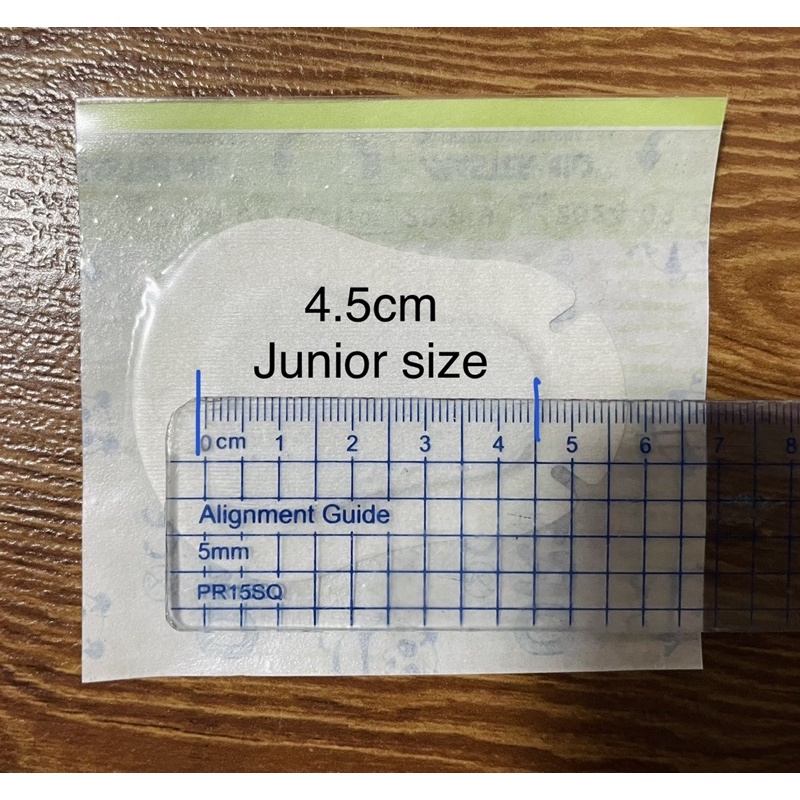 4.5cm
Junior size
0 cm 1 2 3 4 5 6 7 8
Alignment Guide
5mm
PR15SQ